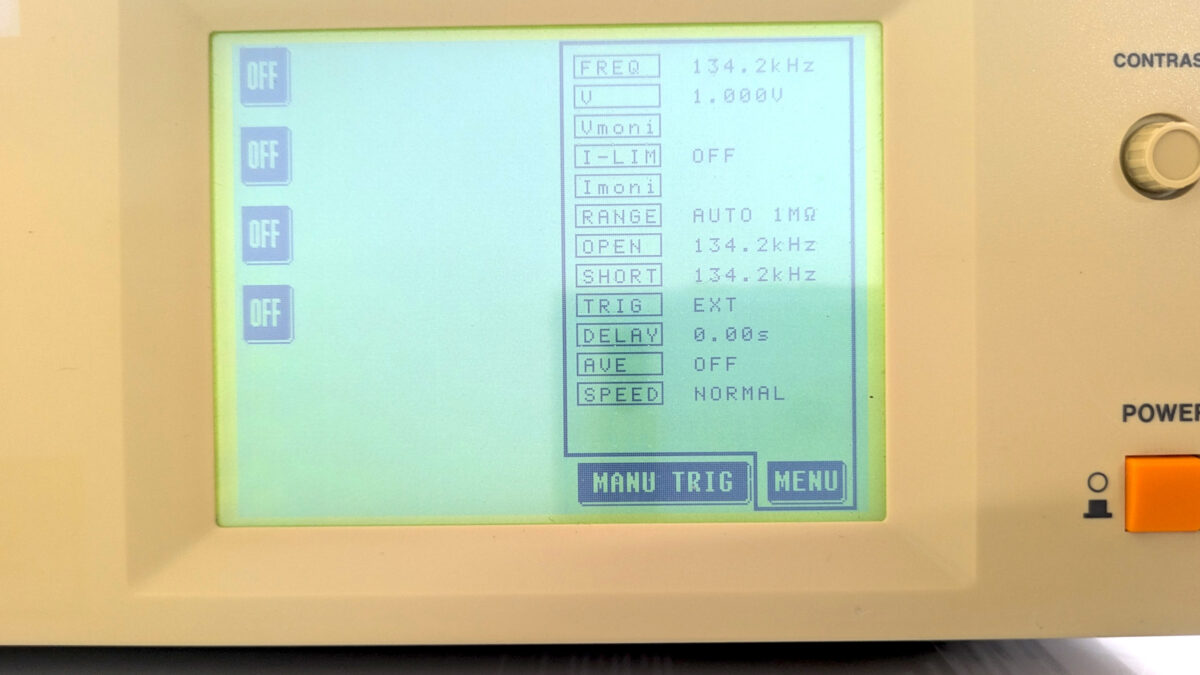 OFF
OFF
OFF
OFF
FREQ 134.2kHz
V 1.000V
Vmoni
I-LIM OFF
Imoni
RANGE AUTO 1MΩ
OPEN 134.2kHz
SHORT 134.2kHz
TRIG EXT
DELAY 0.00s
AVE OFF
SPEED NORMAL
MANU TRIG MENU
CONTRAS
POWER